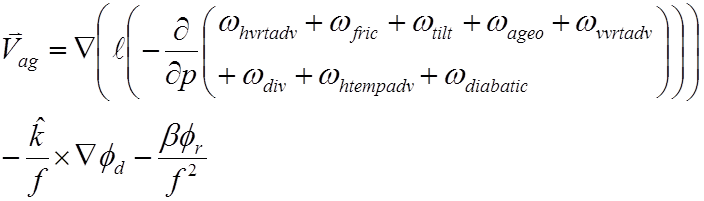 V⃗_ag = ∇(ℓ(−∂/∂p(ω_hvrtadv + ω_fric + ω_tilt + ω_ageo + ω_vvrtadv
+ ω_div + ω_htempadv + ω_diabatic)))
− k̂/f × ∇ϕ_d − βϕ_r/f²